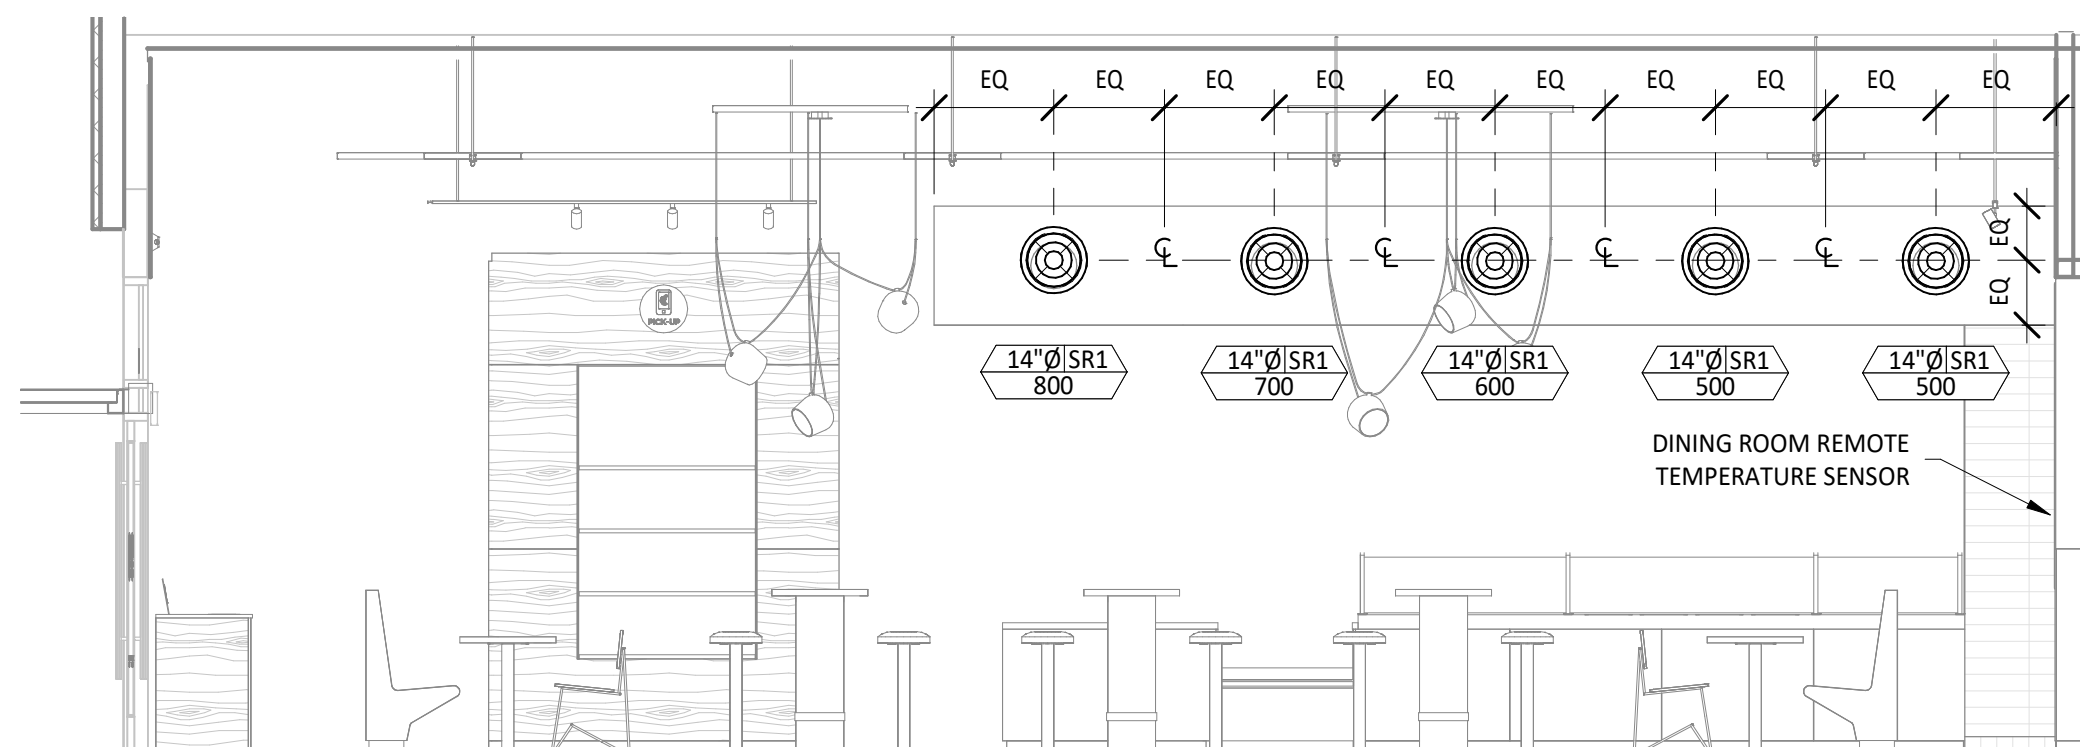 EQ EQ EQ EQ EQ EQ EQ EQ EQ EQ
EQ
℄ ℄ ℄ ℄
EQ
PICK-UP
14"Ø SR1 14"Ø SR1 14"Ø SR1 14"Ø SR1 14"Ø SR1
800 700 600 500 500
DINING ROOM REMOTE
TEMPERATURE SENSOR